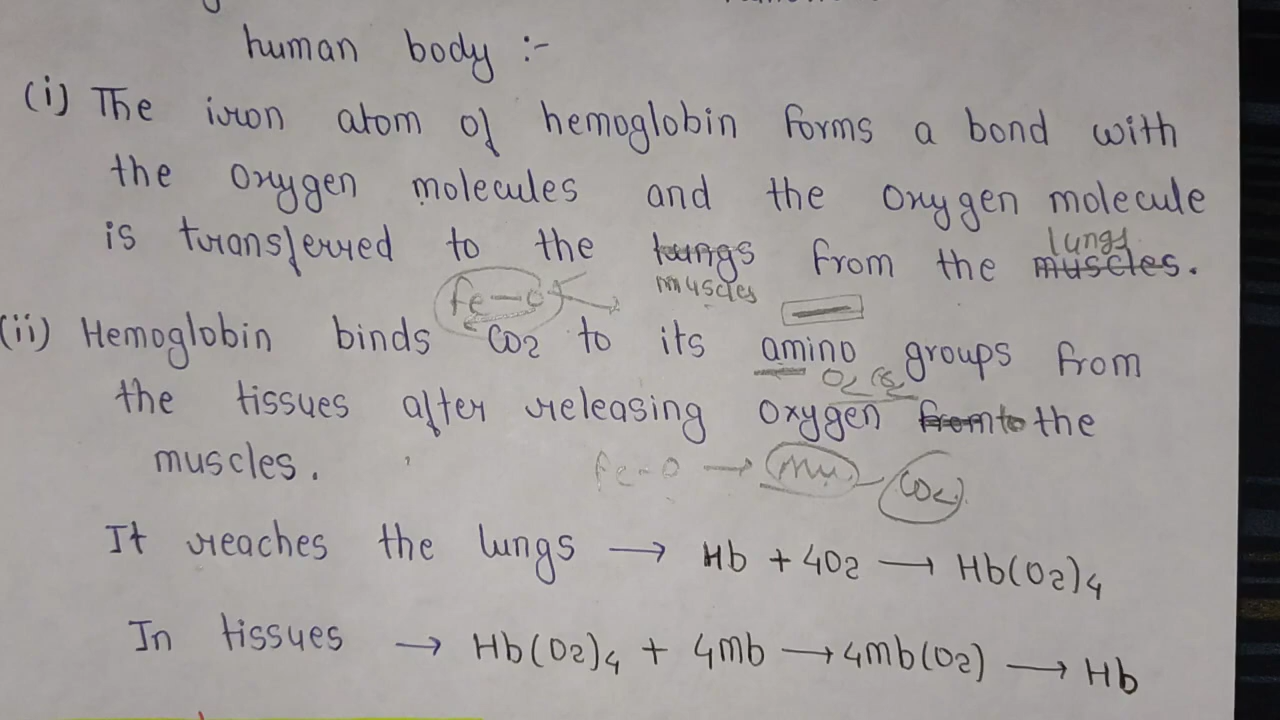 human body :-
(i) The iron atom of hemoglobin forms a bond with
the oxygen molecules and the oxygen molecule
lungs
is transferred to the lungs from the muscles.
muscles
Fe-O
(ii) Hemoglobin binds CO2 to its amino groups from
O2
the tissues after releasing oxygen from to the
muscles.
Fe-O → CO2
It reaches the lungs → Hb + 4O2 → Hb(O2)4
In tissues → Hb(O2)4 + 4mb → 4mb(O2) → Hb